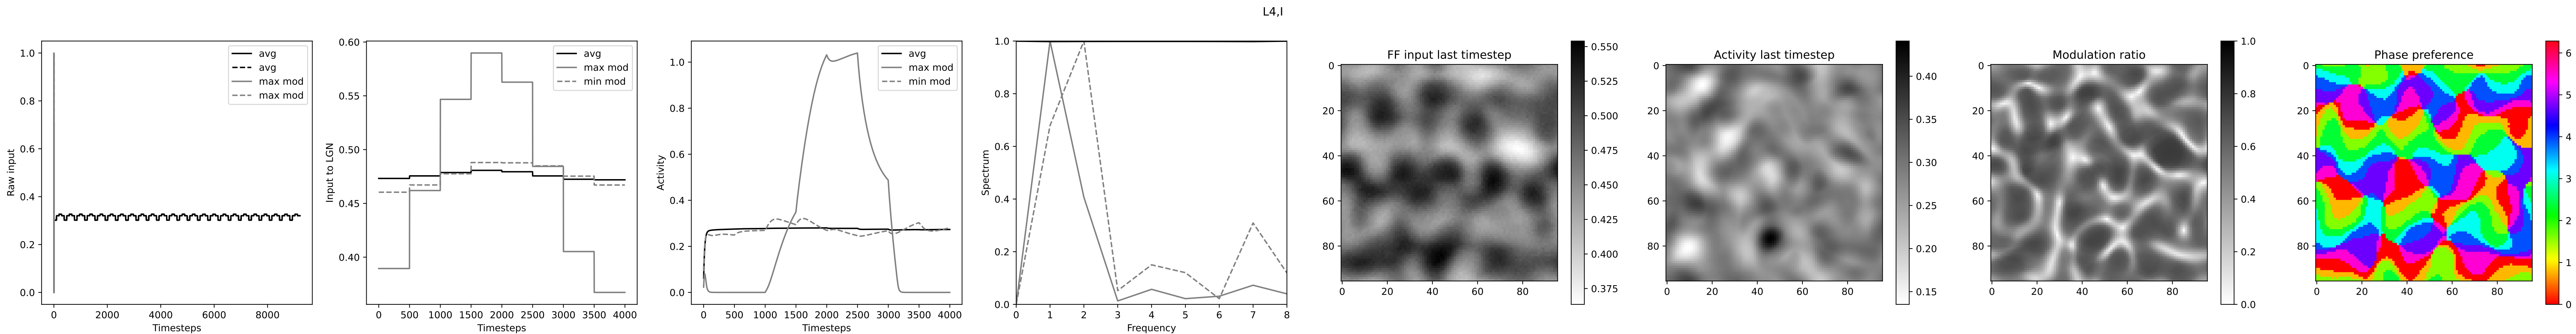 L4,I
Raw input
1.0
0.8
0.6
0.4
0.2
0.0
avg
avg
max mod
max mod
0 2000 4000 6000 8000
Timesteps
Input to LGN
0.60
0.55
0.50
0.45
0.40
avg
max mod
min mod
0 500 1000 1500 2000 2500 3000 3500 4000
Timesteps
Activity
1.0
0.8
0.6
0.4
0.2
0.0
avg
max mod
min mod
0 500 1000 1500 2000 2500 3000 3500 4000
Timesteps
Spectrum
1.0
0.8
0.6
0.4
0.2
0.0
0 1 2 3 4 5 6 7 8
Frequency
FF input last timestep
0
20
40
60
80
0 20 40 60 80
0.550
0.525
0.500
0.475
0.450
0.425
0.400
0.375
Activity last timestep
0
20
40
60
80
0 20 40 60 80
0.40
0.35
0.30
0.25
0.20
0.15
Modulation ratio
0
20
40
60
80
0 20 40 60 80
1.0
0.8
0.6
0.4
0.2
0.0
Phase preference
0
20
40
60
80
0 20 40 60 80
6
5
4
3
2
1
0